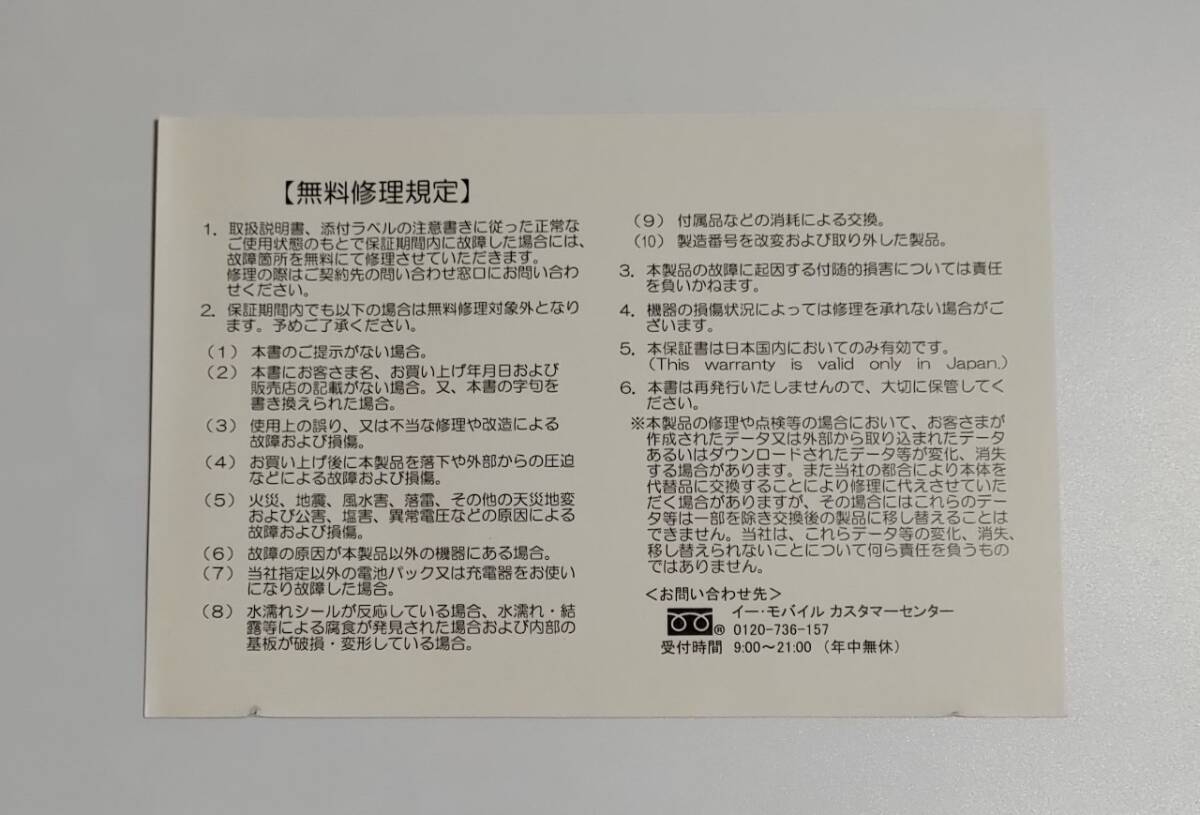 【無料修理規定】
1. 取扱説明書、添付ラベルの注意書きに従った正常な
ご使用状態のもとで保証期間内に故障した場合には、
故障箇所を無料にて修理させていただきます。
修理の際はご契約先の問い合わせ窓口にお問い合わ
せください。
2. 保証期間内でも以下の場合は無料修理対象外となり
ます。予めご了承ください。
(1) 本書のご提示がない場合。
(2) 本書にお客さま名、お買い上げ年月日および
販売店の記載がない場合。又、本書の字句を
書き換えられた場合。
(3) 使用上の誤り、又は不当な修理や改造による
故障および損傷。
(4) お買い上げ後に本製品を落下や外部からの圧迫
などによる故障および損傷。
(5) 火災、地震、風水害、落雷、その他の天災地変
および公害、塩害、異常電圧などの原因による
故障および損傷。
(6) 故障の原因が本製品以外の機器にある場合。
(7) 当社指定以外の電池パック又は充電器をお使い
になり故障した場合。
(8) 水濡れシールが反応している場合、水濡れ・結
露等による腐食が発見された場合および内部の
基板が破損・変形している場合。
(9) 付属品などの消耗による交換。
(10) 製造番号を改変および取り外した製品。
3. 本製品の故障に起因する付随的損害については責任
を負いかねます。
4. 機器の損傷状況によっては修理を承れない場合がご
ざいます。
5. 本保証書は日本国内においてのみ有効です。
(This warranty is valid only in Japan.)
6. 本書は再発行いたしませんので、大切に保管してく
ださい。
※本製品の修理や点検等の場合において、お客さまが
作成されたデータ又は外部から取り込まれたデータ
あるいはダウンロードされたデータ等が変化、消失
する場合があります。また当社の都合により本体を
代替品に交換することにより修理に代えさせていた
だく場合がありますが、その場合にはこれらのデー
タ等は一部を除き交換後の製品に移し替えることは
できません。当社は、これらデータ等の変化、消失、
移し替えられないことについて何ら責任を負うもの
ではありません。
＜お問い合わせ先＞
イー・モバイル カスタマーセンター
® 0120-736-157
受付時間 9:00〜21:00 (年中無休)